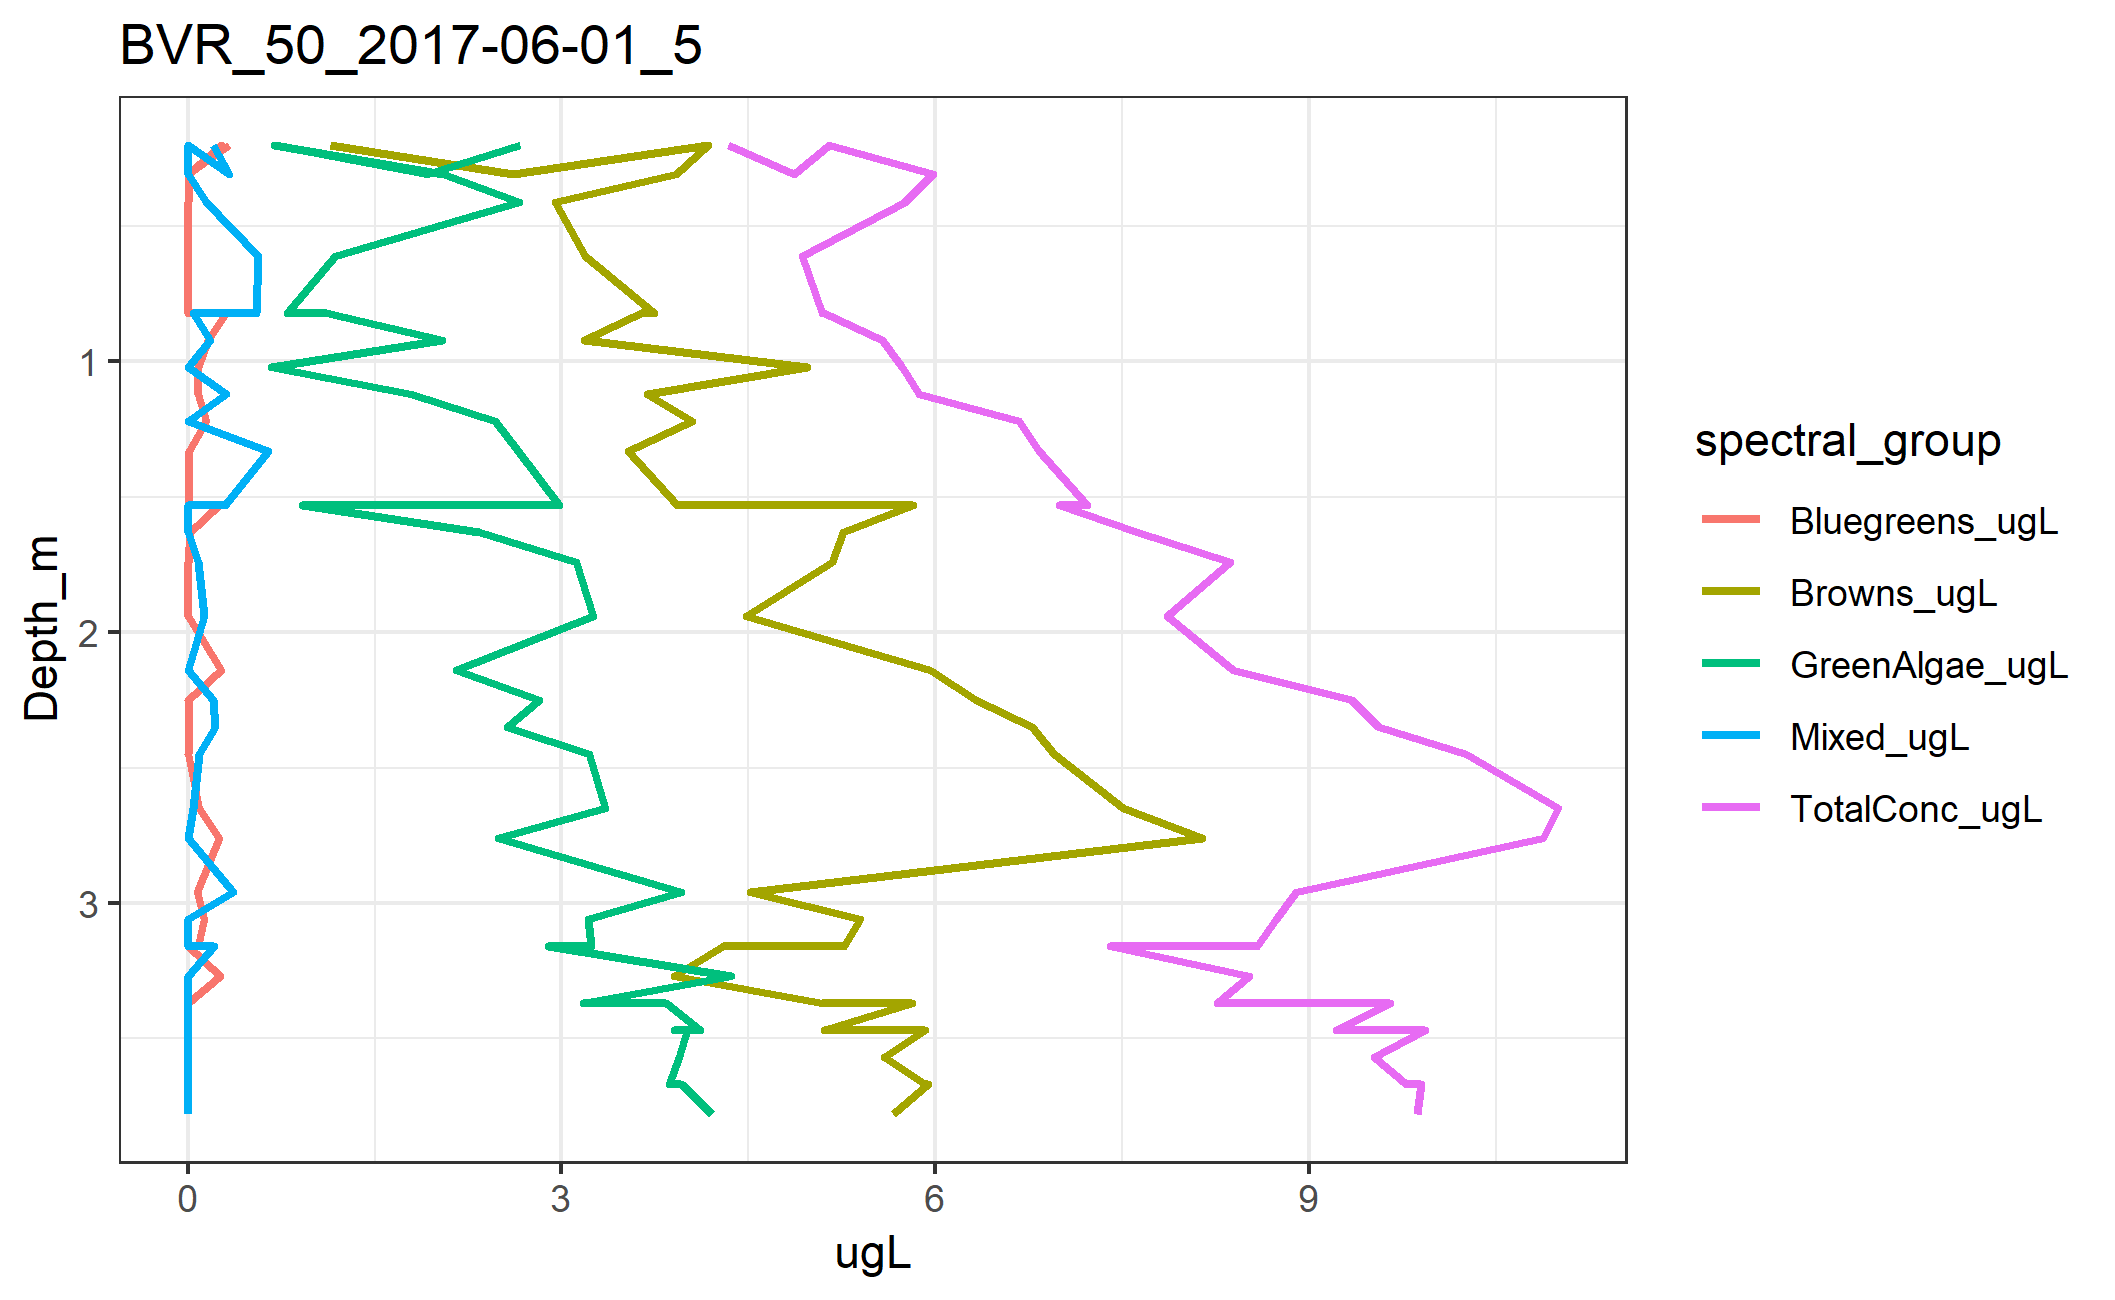 BVR_50_2017-06-01_5
Depth_m
1
2
3
0 3 6 9
ugL
spectral_group
Bluegreens_ugL
Browns_ugL
GreenAlgae_ugL
Mixed_ugL
TotalConc_ugL